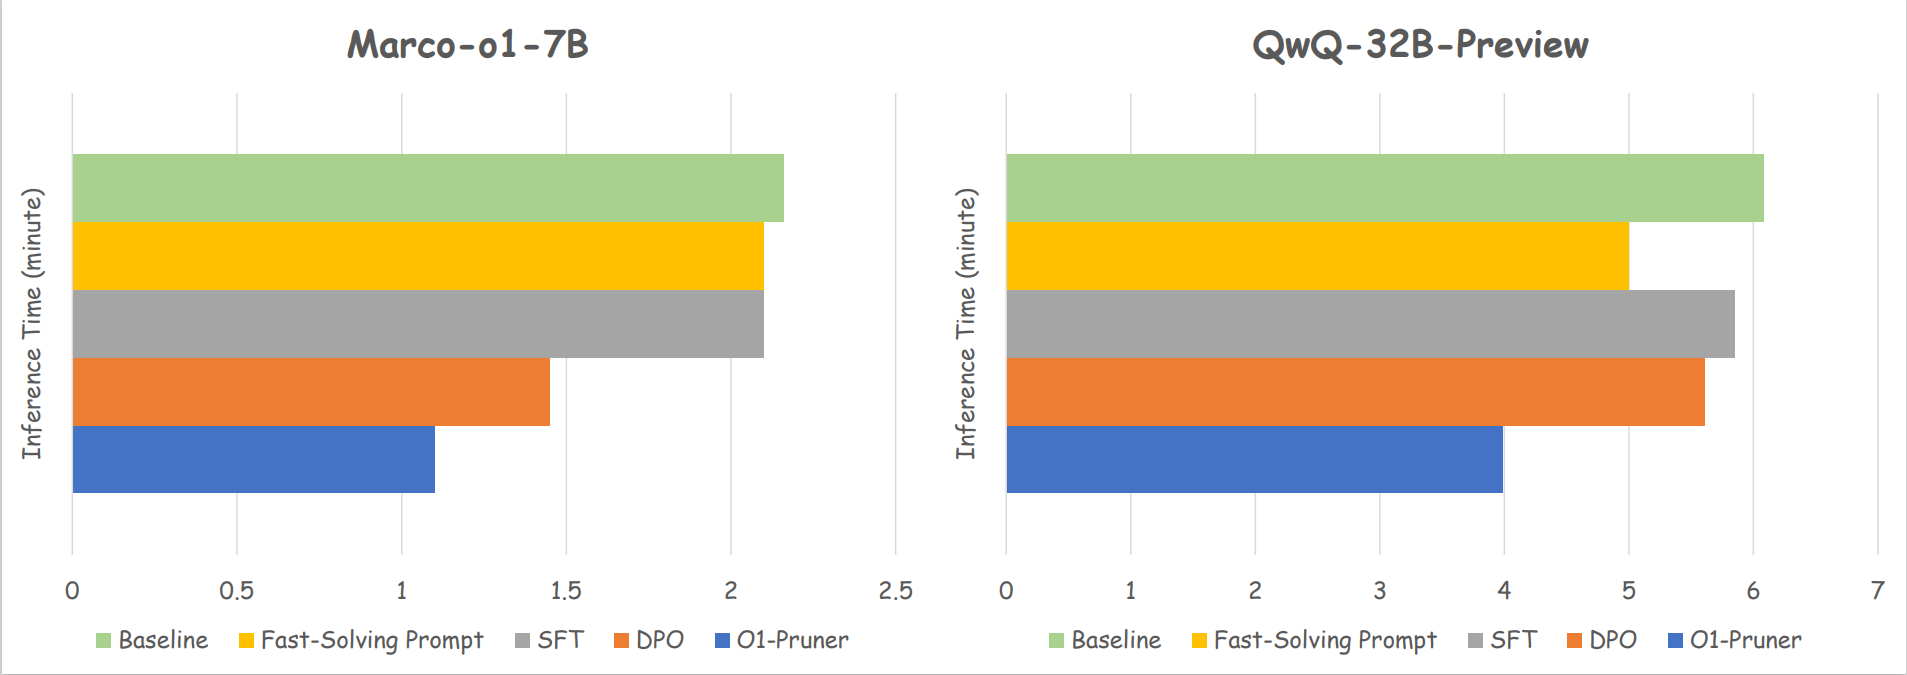 Marco-o1-7B
Inference Time (minute)
0 0.5 1 1.5 2 2.5
Baseline Fast-Solving Prompt SFT DPO O1-Pruner
QwQ-32B-Preview
Inference Time (minute)
0 1 2 3 4 5 6 7
Baseline Fast-Solving Prompt SFT DPO O1-Pruner